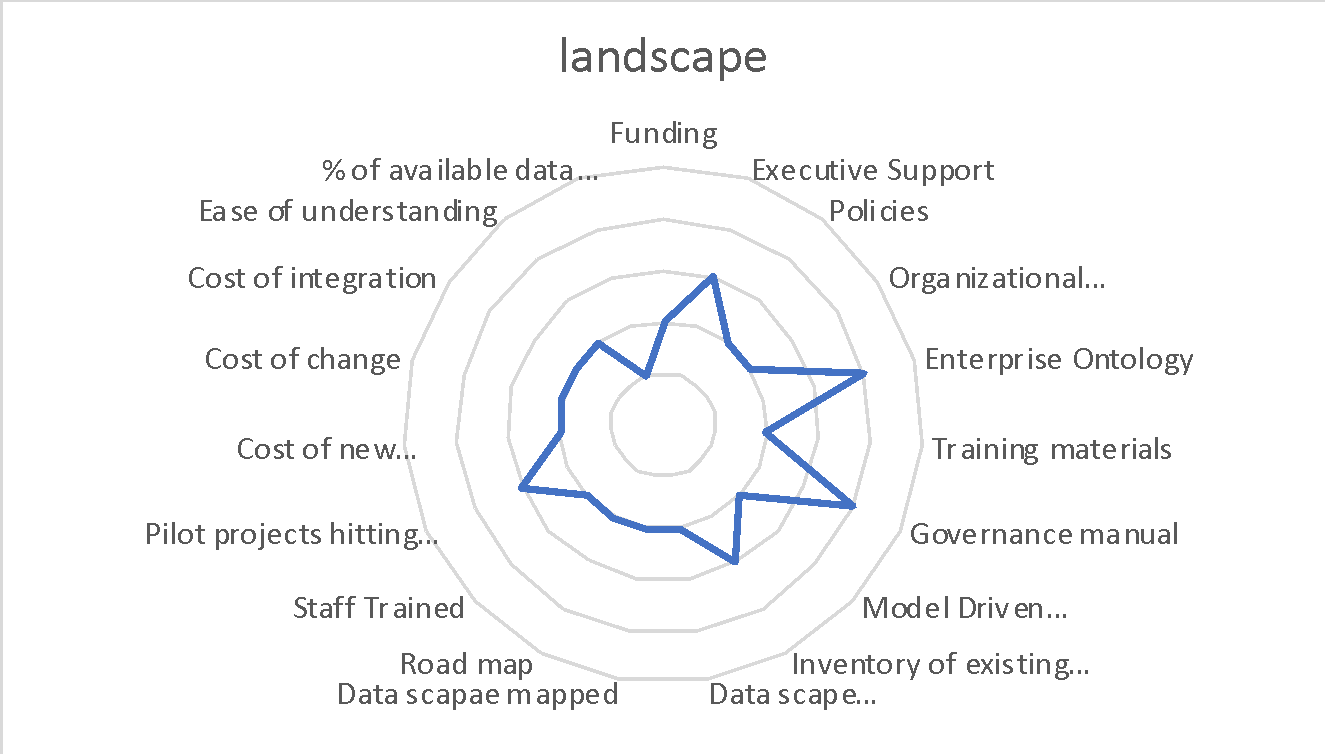 landscape
Funding
Executive Support
Policies
Organizational...
Enterprise Ontology
Training materials
Governance manual
Model Driven...
Inventory of existing...
Data scape...
Data scapae mapped
Road map
Staff Trained
Pilot projects hitting...
Cost of new...
Cost of change
Cost of integration
Ease of understanding
% of available data...